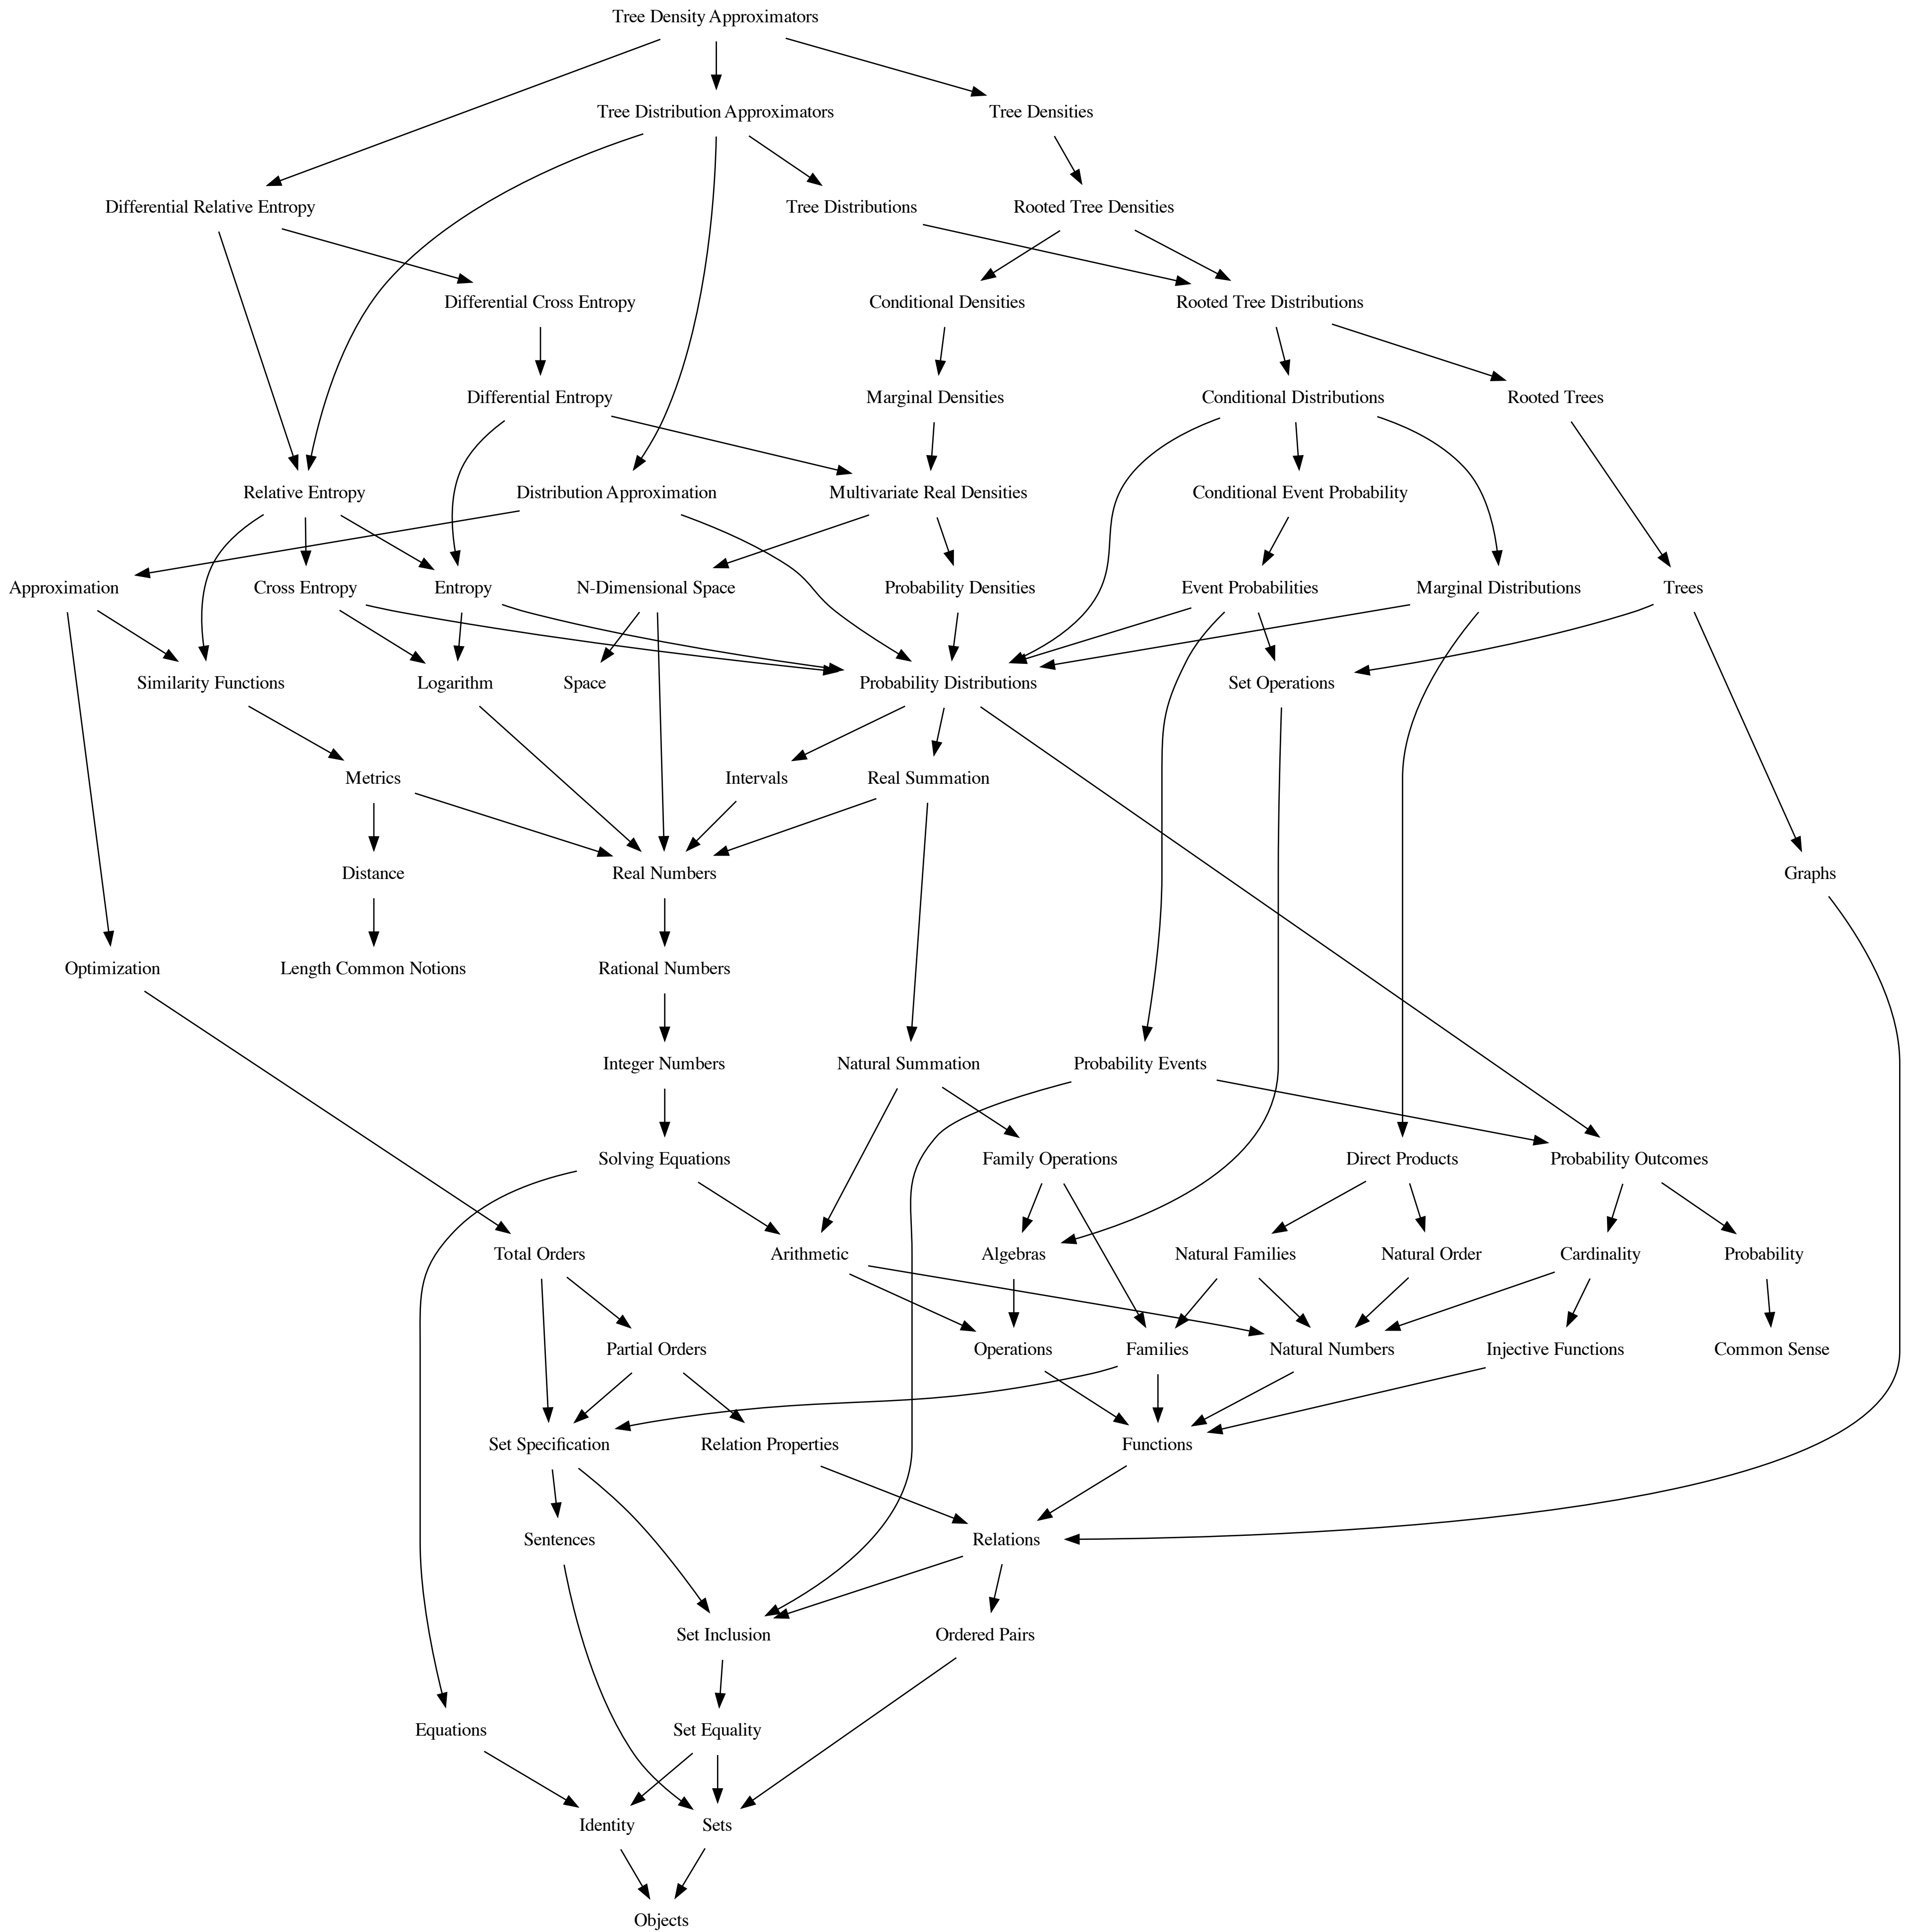 Tree Density Approximators
Tree Distribution Approximators
Tree Densities
Differential Relative Entropy
Tree Distributions
Rooted Tree Densities
Differential Cross Entropy
Conditional Densities
Rooted Tree Distributions
Differential Entropy
Marginal Densities
Conditional Distributions
Rooted Trees
Relative Entropy
Distribution Approximation
Multivariate Real Densities
Conditional Event Probability
Approximation
Cross Entropy
Entropy
N-Dimensional Space
Probability Densities
Event Probabilities
Marginal Distributions
Trees
Similarity Functions
Logarithm
Space
Probability Distributions
Set Operations
Metrics
Intervals
Real Summation
Distance
Real Numbers
Graphs
Optimization
Length Common Notions
Rational Numbers
Integer Numbers
Natural Summation
Probability Events
Solving Equations
Family Operations
Direct Products
Probability Outcomes
Total Orders
Arithmetic
Algebras
Natural Families
Natural Order
Cardinality
Probability
Partial Orders
Operations
Families
Natural Numbers
Injective Functions
Common Sense
Set Specification
Relation Properties
Functions
Sentences
Relations
Set Inclusion
Ordered Pairs
Equations
Set Equality
Identity
Sets
Objects